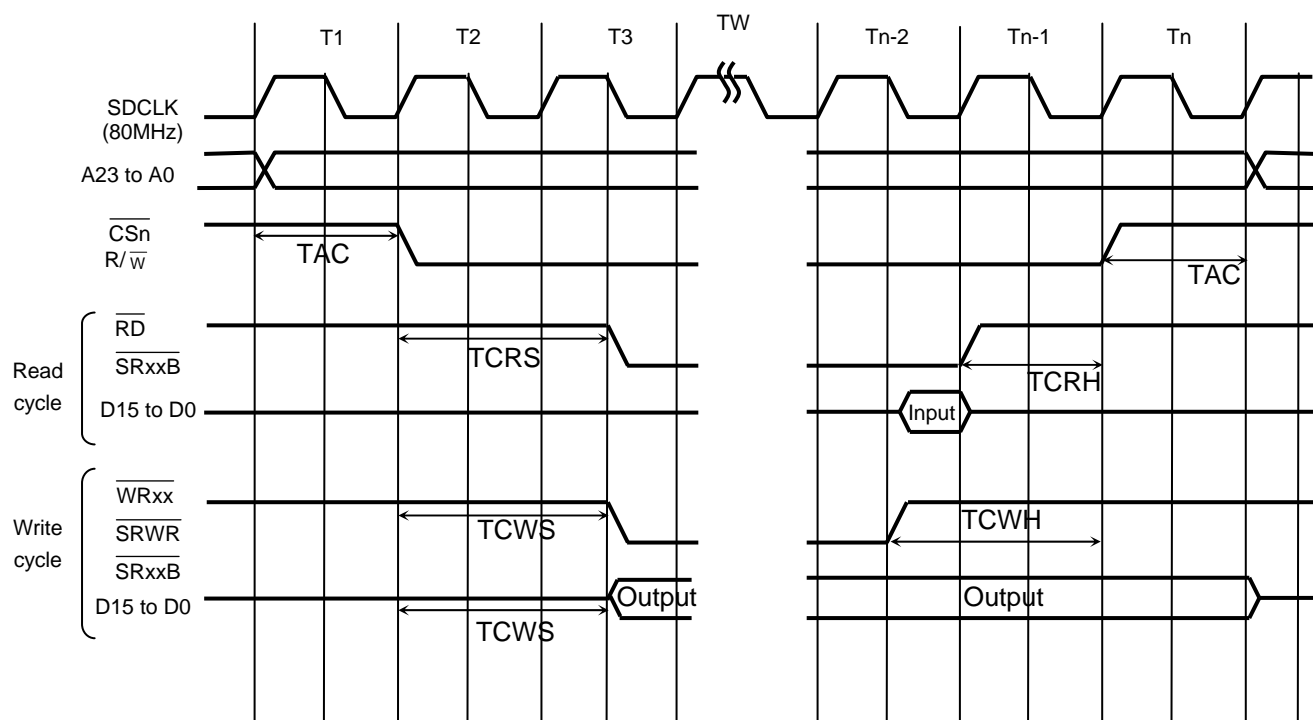 T1 T2 T3 TW Tn-2 Tn-1 Tn
SDCLK
(80MHz)
A23 to A0
CSn
R/W
TAC
TAC
Read
cycle
RD
SRxxB
TCRS
TCRH
D15 to D0
Input
Write
cycle
WRxx
SRWR
SRxxB
TCWS
TCWH
D15 to D0
Output
Output
TCWS